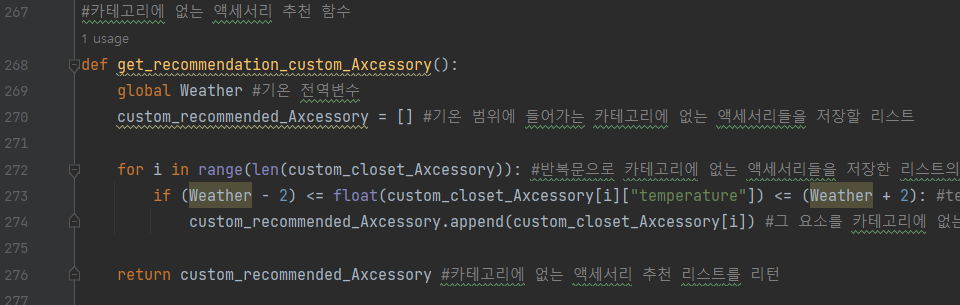 267 #카테고리에 없는 액세서리 추천 함수
1 usage
268 def get_recommendation_custom_Axcessory():
269 global Weather #기온 전역변수
270 custom_recommended_Axcessory = [] #기온 범위에 들어가는 카테고리에 없는 액세서리들을 저장할 리스트
271
272 for i in range(len(custom_closet_Axcessory)): #반복문으로 카테고리에 없는 액세서리들을 저장한 리스트의
273 if (Weather - 2) <= float(custom_closet_Axcessory[i]["temperature"]) <= (Weather + 2): #te
274 custom_recommended_Axcessory.append(custom_closet_Axcessory[i]) #그 요소를 카테고리에 없는
275
276 return custom_recommended_Axcessory #카테고리에 없는 액세서리 추천 리스트를 리턴
277